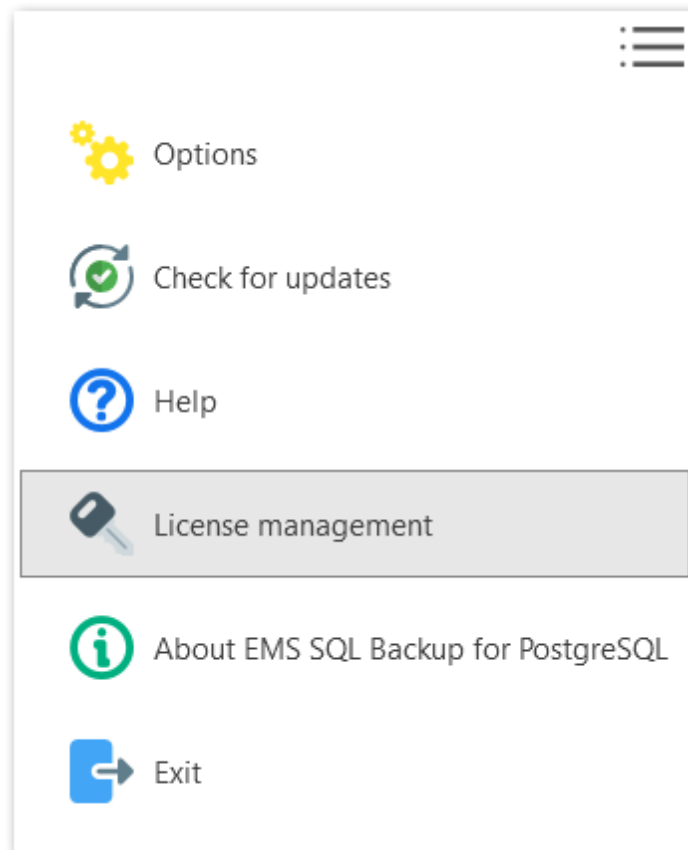 Options
Check for updates
Help
License management
About EMS SQL Backup for PostgreSQL
Exit